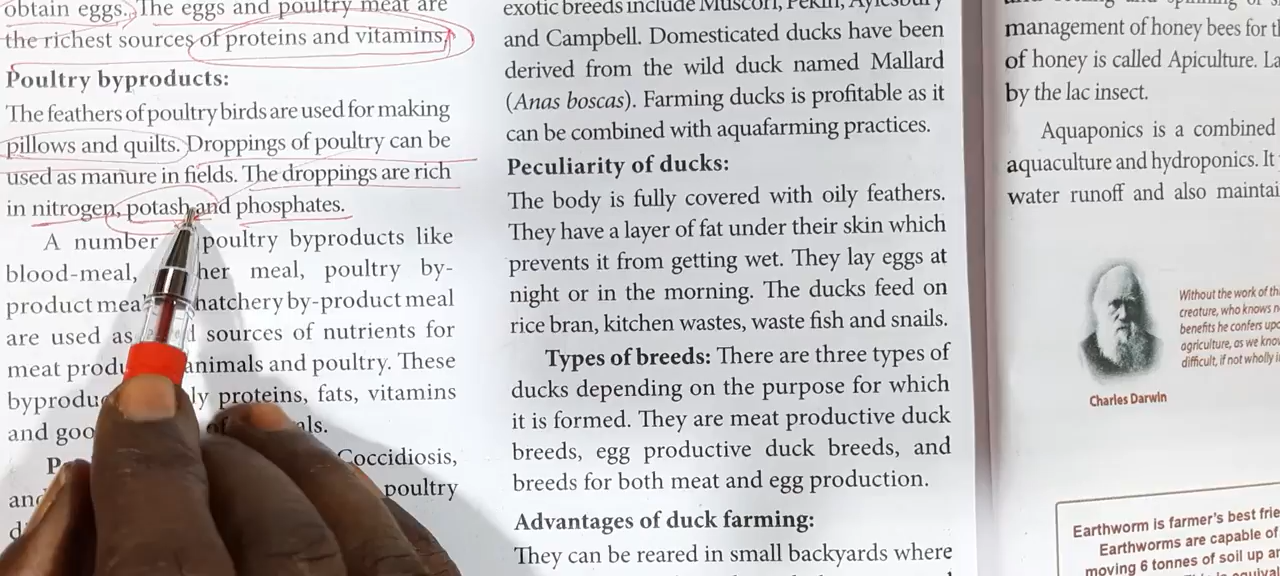 obtain eggs. The eggs and poultry meat are
the richest sources of proteins and vitamins.
Poultry byproducts:
The feathers of poultry birds are used for making
pillows and quilts. Droppings of poultry can be
used as manure in fields. The droppings are rich
in nitrogen, potash and phosphates.
A number poultry byproducts like
blood-meal, meal, poultry by-
product hatchery by-product meal
are used as sources of nutrients for
meat animals and poultry. These
proteins, fats, vitamins
and
Coccidiosis,
poultry
exotic breeds include Muscori, Pekin, Aylesbury
and Campbell. Domesticated ducks have been
derived from the wild duck named Mallard
(Anas boscas). Farming ducks is profitable as it
can be combined with aquafarming practices.
Peculiarity of ducks:
The body is fully covered with oily feathers.
They have a layer of fat under their skin which
prevents it from getting wet. They lay eggs at
night or in the morning. The ducks feed on
rice bran, kitchen wastes, waste fish and snails.
Types of breeds: There are three types of
ducks depending on the purpose for which
it is formed. They are meat productive duck
breeds, egg productive duck breeds, and
breeds for both meat and egg production.
Advantages of duck farming:
They can be reared in small backyards where
management of honey bees for
of honey is called Apiculture.
by the lac insect.
Aquaponics is a combined
aquaculture and hydroponics. It
water runoff and also
Without the work of
creature, who knows
benefits he confers
agriculture, as we
difficult, if not wholly
Charles Darwin
Earthworm is farmer's best
Earthworms are capable of
moving 6 tonnes of soil up